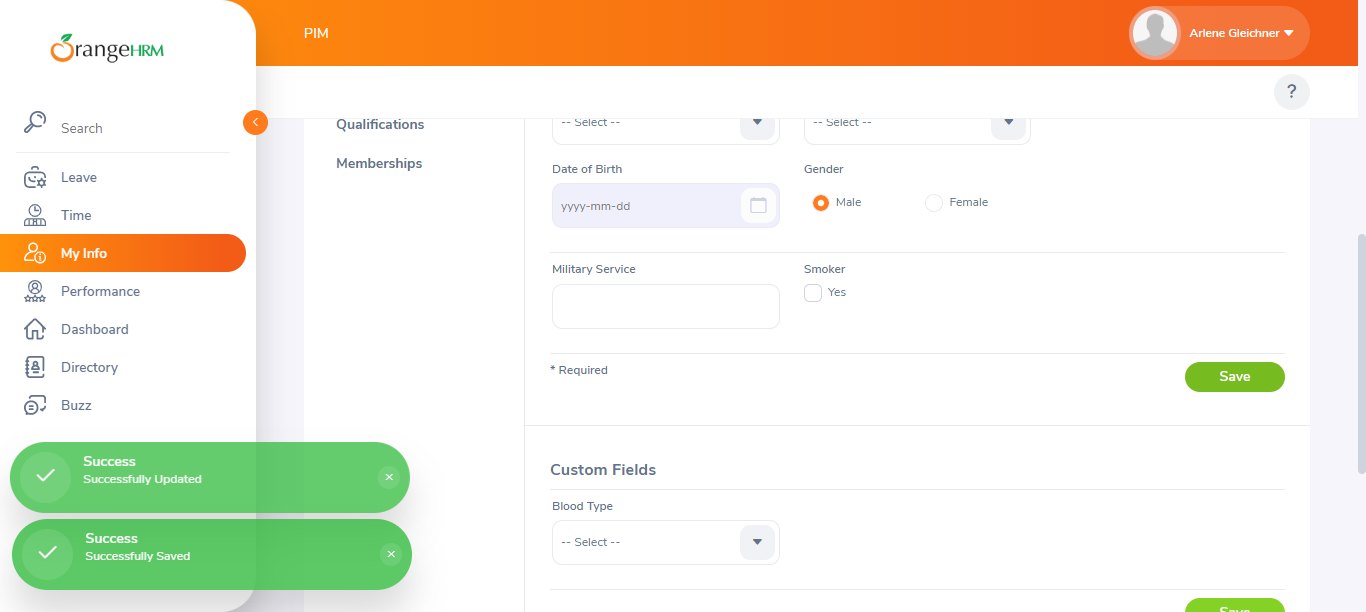 OrangeHRM
PIM
Arlene Gleichner
?
Search
Leave
Time
My Info
Performance
Dashboard
Directory
Buzz
Qualifications
Memberships
-- Select --
-- Select --
Date of Birth
Gender
yyyy-mm-dd
Male
Female
Military Service
Smoker
Yes
* Required
Save
Custom Fields
Blood Type
-- Select --
Save
Success
Successfully Updated
Success
Successfully Saved